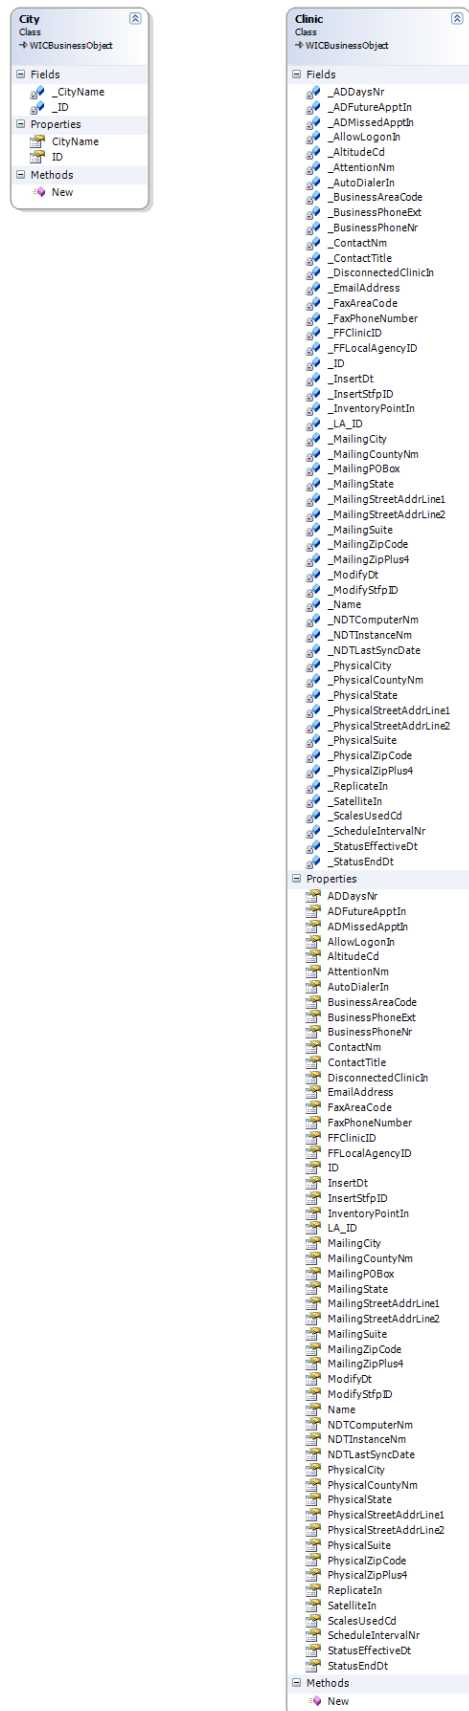 City
Class
WICBusinessObject
Fields
_CityName
_ID
Properties
CityName
ID
Methods
New
Clinic
Class
WICBusinessObject
Fields
_ADDaysNr
_ADFutureApptIn
_ADMissedApptIn
_AllowLogonIn
_AltitudeCd
_AttentionNm
_AutoDialerIn
_BusinessAreaCode
_BusinessPhoneExt
_BusinessPhoneNr
_ContactNm
_ContactTitle
_DisconnectedClinicIn
_EmailAddress
_FaxAreaCode
_FaxPhoneNumber
_FFClinicID
_FFLocalAgencyID
_ID
_InsertDt
_InsertStfpID
_InventoryPointIn
_LA_ID
_MailingCity
_MailingCountyNm
_MailingPOBox
_MailingState
_MailingStreetAddrLine1
_MailingStreetAddrLine2
_MailingSuite
_MailingZipCode
_MailingZipPlus4
_ModifyDt
_ModifyStfpID
_Name
_NDTComputerNm
_NDTInstanceNm
_NDTLastSyncDate
_PhysicalCity
_PhysicalCountyNm
_PhysicalState
_PhysicalStreetAddrLine1
_PhysicalStreetAddrLine2
_PhysicalSuite
_PhysicalZipCode
_PhysicalZipPlus4
_ReplicateIn
_SatelliteIn
_ScalesUsedCd
_ScheduleIntervalNr
_StatusEffectiveDt
_StatusEndDt
Properties
ADDaysNr
ADFutureApptIn
ADMissedApptIn
AllowLogonIn
AltitudeCd
AttentionNm
AutoDialerIn
BusinessAreaCode
BusinessPhoneExt
BusinessPhoneNr
ContactNm
ContactTitle
DisconnectedClinicIn
EmailAddress
FaxAreaCode
FaxPhoneNumber
FFClinicID
FFLocalAgencyID
ID
InsertDt
InsertStfpID
InventoryPointIn
LA_ID
MailingCity
MailingCountyNm
MailingPOBox
MailingState
MailingStreetAddrLine1
MailingStreetAddrLine2
MailingSuite
MailingZipCode
MailingZipPlus4
ModifyDt
ModifyStfpID
Name
NDTComputerNm
NDTInstanceNm
NDTLastSyncDate
PhysicalCity
PhysicalCountyNm
PhysicalState
PhysicalStreetAddrLine1
PhysicalStreetAddrLine2
PhysicalSuite
PhysicalZipCode
PhysicalZipPlus4
ReplicateIn
SatelliteIn
ScalesUsedCd
ScheduleIntervalNr
StatusEffectiveDt
StatusEndDt
Methods
New